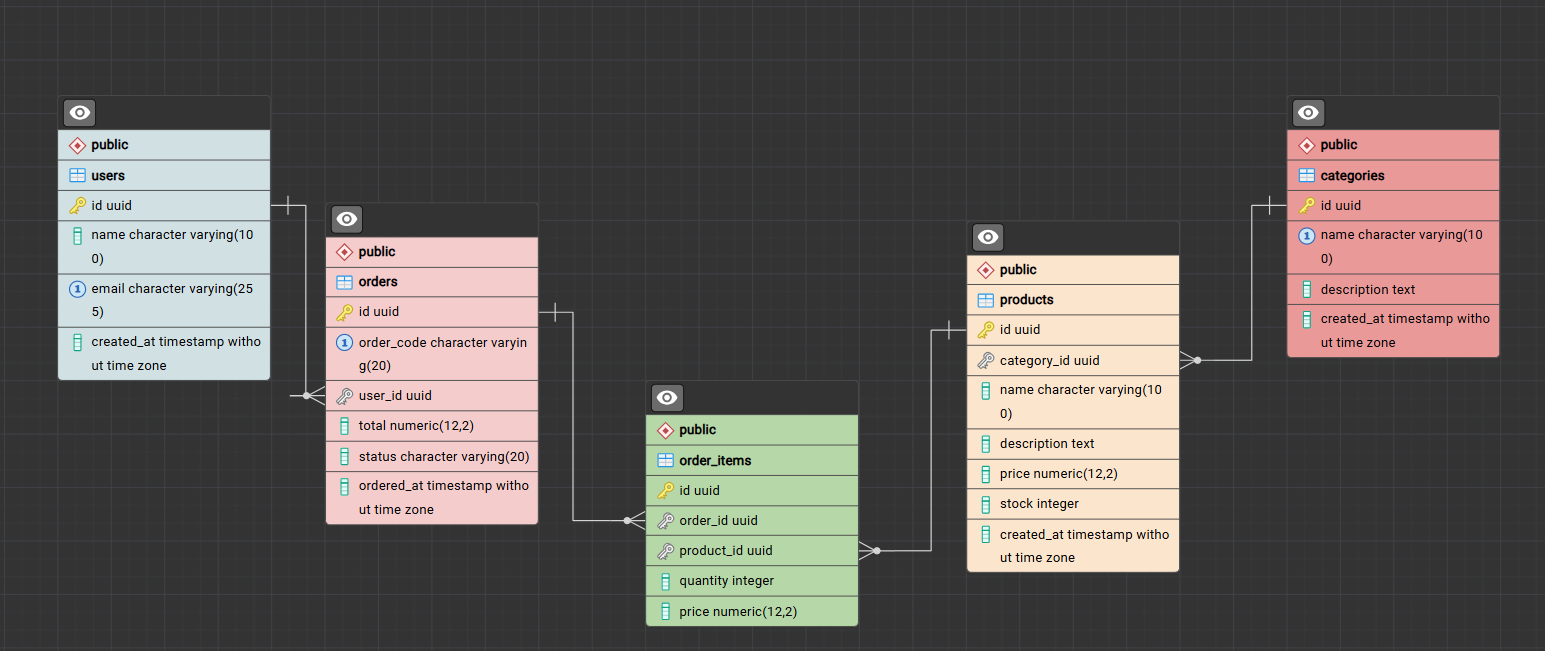 public
users
id uuid
name character varying(10
0)
email character varying(25
5)
created_at timestamp witho
ut time zone
public
orders
id uuid
1 order_code character varyin
g(20)
user_id uuid
total numeric(12,2)
status character varying(20)
ordered_at timestamp witho
ut time zone
public
order_items
id uuid
order_id uuid
product_id uuid
quantity integer
price numeric(12,2)
public
products
id uuid
category_id uuid
name character varying(10
0)
description text
price numeric(12,2)
stock integer
created_at timestamp witho
ut time zone
public
categories
id uuid
1 name character varying(10
0)
description text
created_at timestamp witho
ut time zone